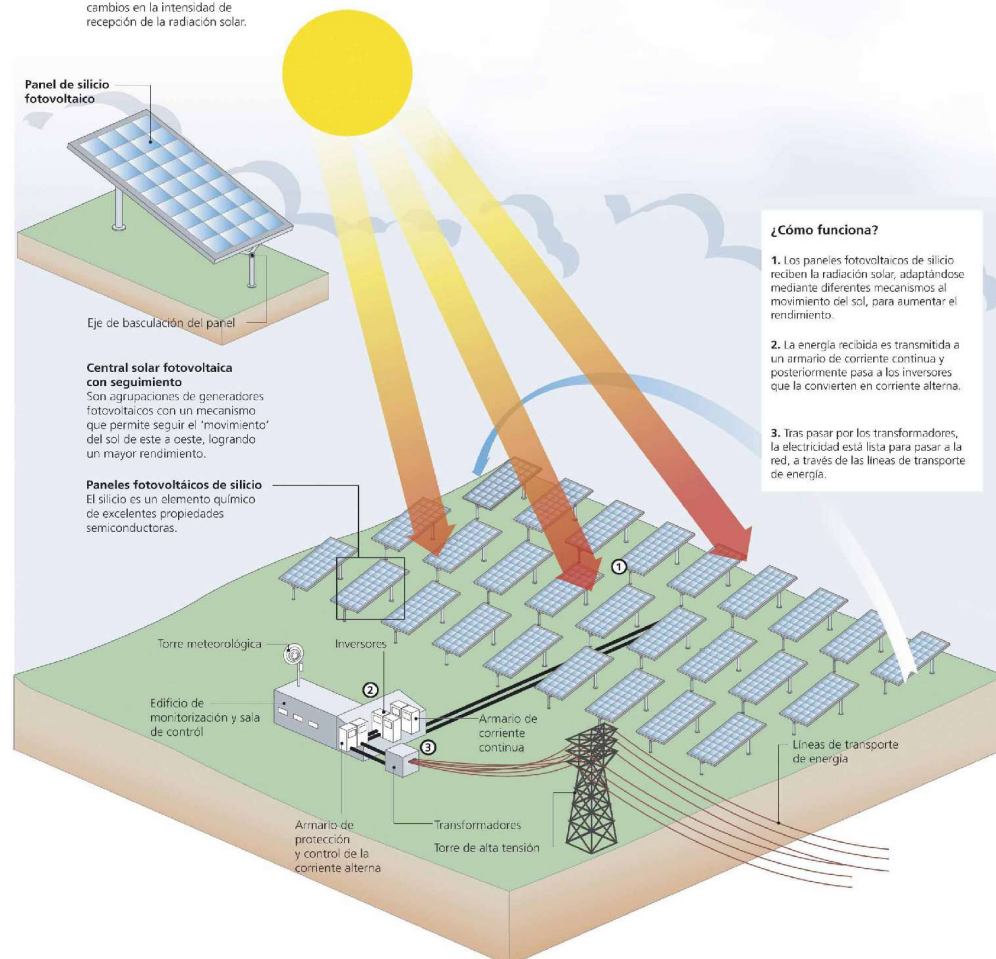 cambios en la intensidad de
recepción de la radiación solar.
Panel de silicio
fotovoltaico
Eje de basculación del panel
Central solar fotovoltaica
con seguimiento
Son agrupaciones de generadores
fotovoltaicos con un mecanismo
que permite seguir el 'movimiento'
del sol de este a oeste, logrando
un mayor rendimiento.
Paneles fotovoltáicos de silicio
El silicio es un elemento químico
de excelentes propiedades
semiconductoras.
¿Cómo funciona?
1. Los paneles fotovoltaicos de silicio
reciben la radiación solar, adaptándose
mediante diferentes mecanismos al
movimiento del sol, para aumentar el
rendimiento.
2. La energía recibida es transmitida a
un armario de corriente continua y
posteriormente pasa a los inversores
que la convierten en corriente alterna.
3. Tras pasar por los transformadores,
la electricidad está lista para pasar a la
red, a través de las líneas de transporte
de energía.
1
Torre meteorológica
Inversores
2
Edificio de
monitorización y sala
de contról
Armario de
corriente
continua
3
Líneas de transporte
de energía
Armario de
protección
y control de la
corriente alterna
Transformadores
Torre de alta tensión